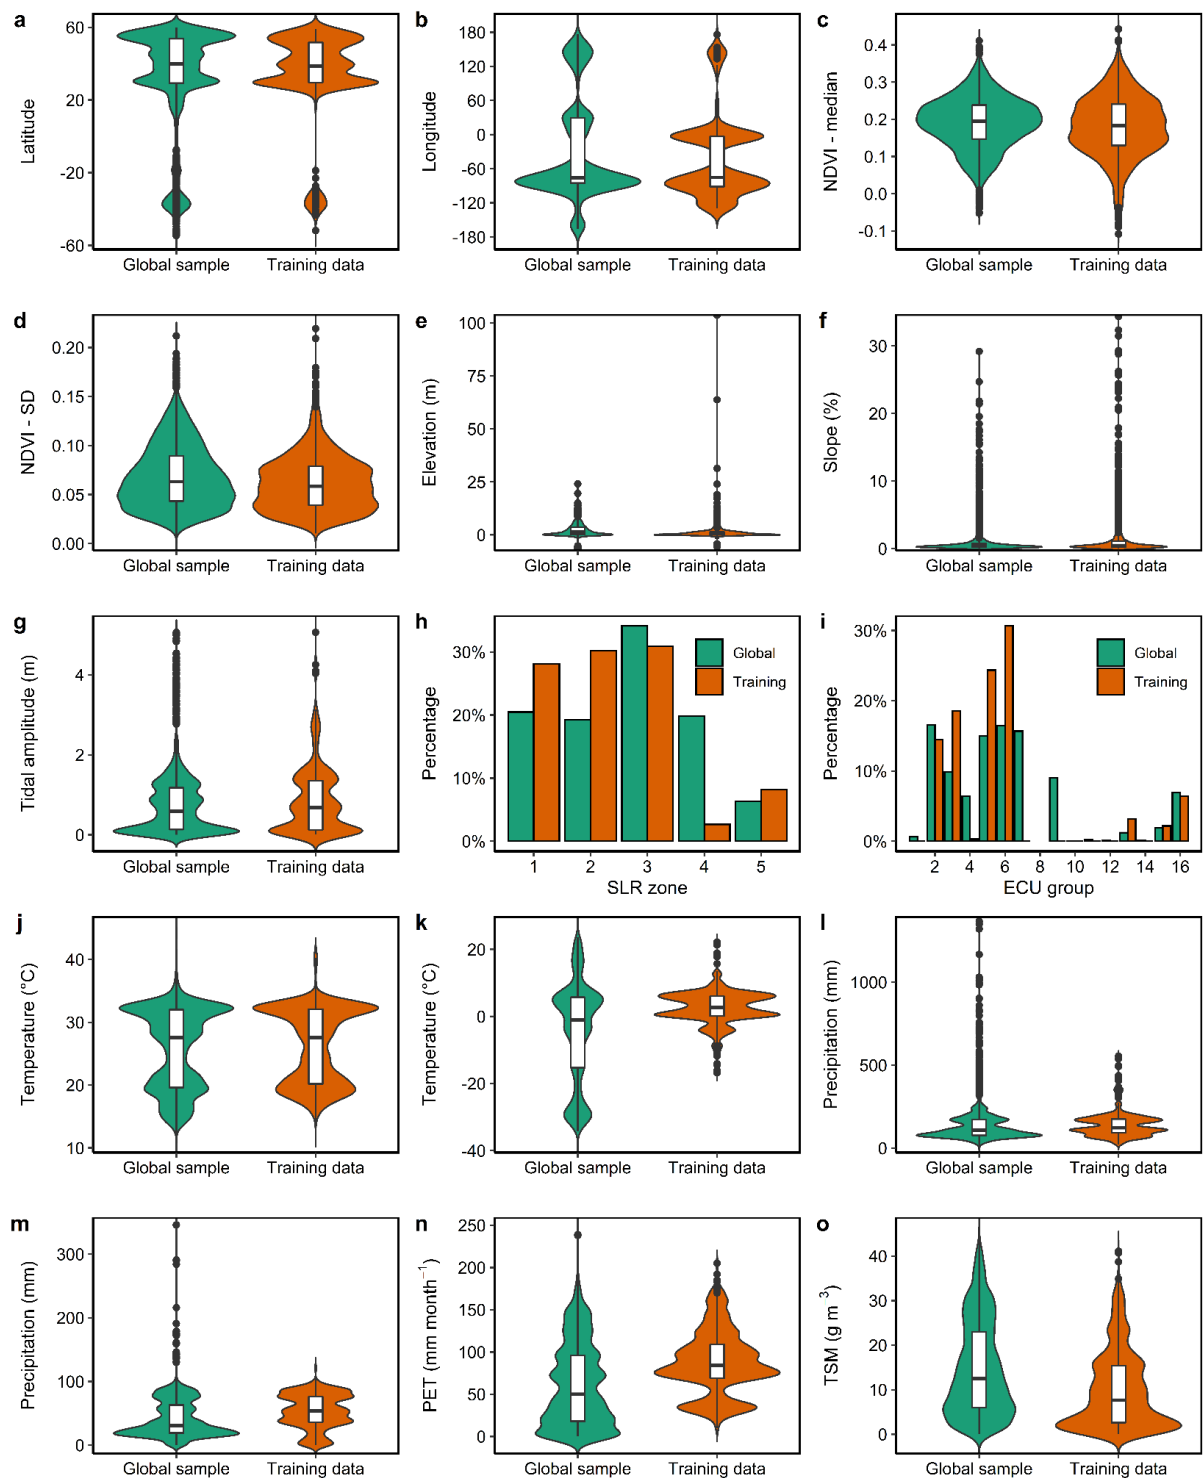 a
Latitude
60
20
-20
-60
Global sample
Training data
b
Longitude
180
120
60
0
-60
-120
-180
Global sample
Training data
c
NDVI - median
0.4
0.3
0.2
0.1
0.0
-0.1
Global sample
Training data
d
NDVI - SD
0.20
0.15
0.10
0.05
0.00
Global sample
Training data
e
Elevation (m)
100
75
50
25
0
Global sample
Training data
f
Slope (%)
30
20
10
0
Global sample
Training data
g
Tidal amplitude (m)
4
2
0
Global sample
Training data
h
Percentage
30%
20%
10%
0%
Global
Training
1 2 3 4 5
SLR zone
i
Percentage
30%
20%
10%
0%
Global
Training
2 4 6 8 10 12 14 16
ECU group
j
Temperature (°C)
40
30
20
10
Global sample
Training data
k
Temperature (°C)
20
0
-20
-40
Global sample
Training data
l
Precipitation (mm)
1000
500
0
Global sample
Training data
m
Precipitation (mm)
300
200
100
0
Global sample
Training data
n
PET (mm month⁻¹)
250
200
150
100
50
0
Global sample
Training data
o
TSM (g m⁻³)
40
30
20
10
0
Global sample
Training data